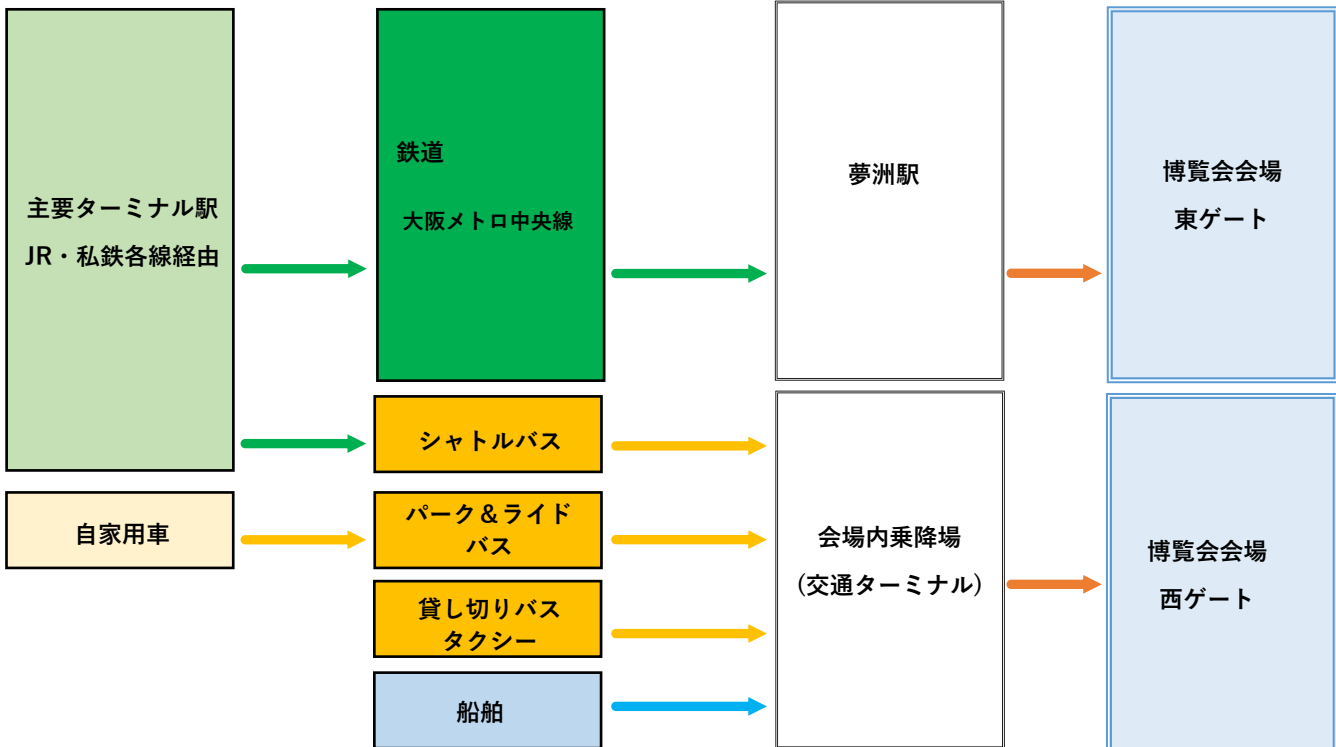 主要ターミナル駅
JR・私鉄各線経由
鉄道
大阪メトロ中央線
夢洲駅
博覧会会場
東ゲート
シャトルバス
自家用車
パーク＆ライド
バス
貸し切りバス
タクシー
船舶
会場内乗降場
(交通ターミナル)
博覧会会場
西ゲート